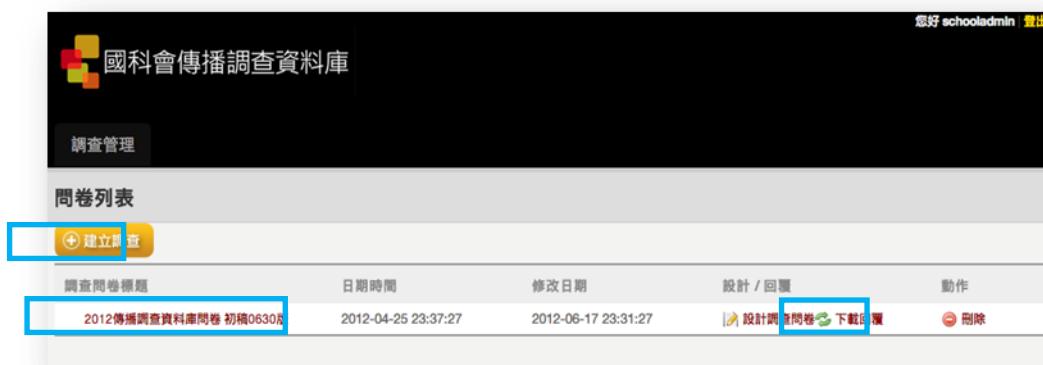 您好 schooladmin 登出
國科會傳播調查資料庫
調查管理
問卷列表
建立調查
調查問卷標題 日期時間 修改日期 設計 / 回覆 動作
2012傳播調查資料庫問卷 初稿0630版 2012-04-25 23:37:27 2012-06-17 23:31:27 設計調查問卷 下載回覆 刪除